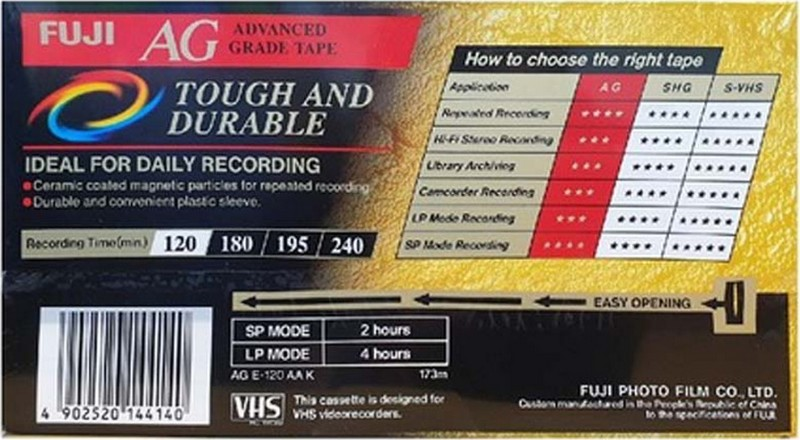 FUJI AG ADVANCED
GRADE TAPE
TOUGH AND
DURABLE
IDEAL FOR DAILY RECORDING
Ceramic coated magnetic particles for repeated recording.
Durable and convenient plastic sleeve.
Recording Time(min.) 120 180 195 240
How to choose the right tape
Application AG SHG S-VHS
Repeated Recording **** **** *****
Hi-Fi Stereo Recording *** **** *****
Library Archiving *** **** *****
Camcorder Recording *** **** *****
LP Mode Recording *** **** *****
SP Mode Recording **** **** *****
EASY OPENING
SP MODE 2 hours
LP MODE 4 hours
AG E-120 AA K 173m
VHS This cassette is designed for
VHS videorecorders.
4 902520 144140
FUJI PHOTO FILM CO., LTD.
Custom manufactured in the People's Republic of China
to the specifications of FUJI.